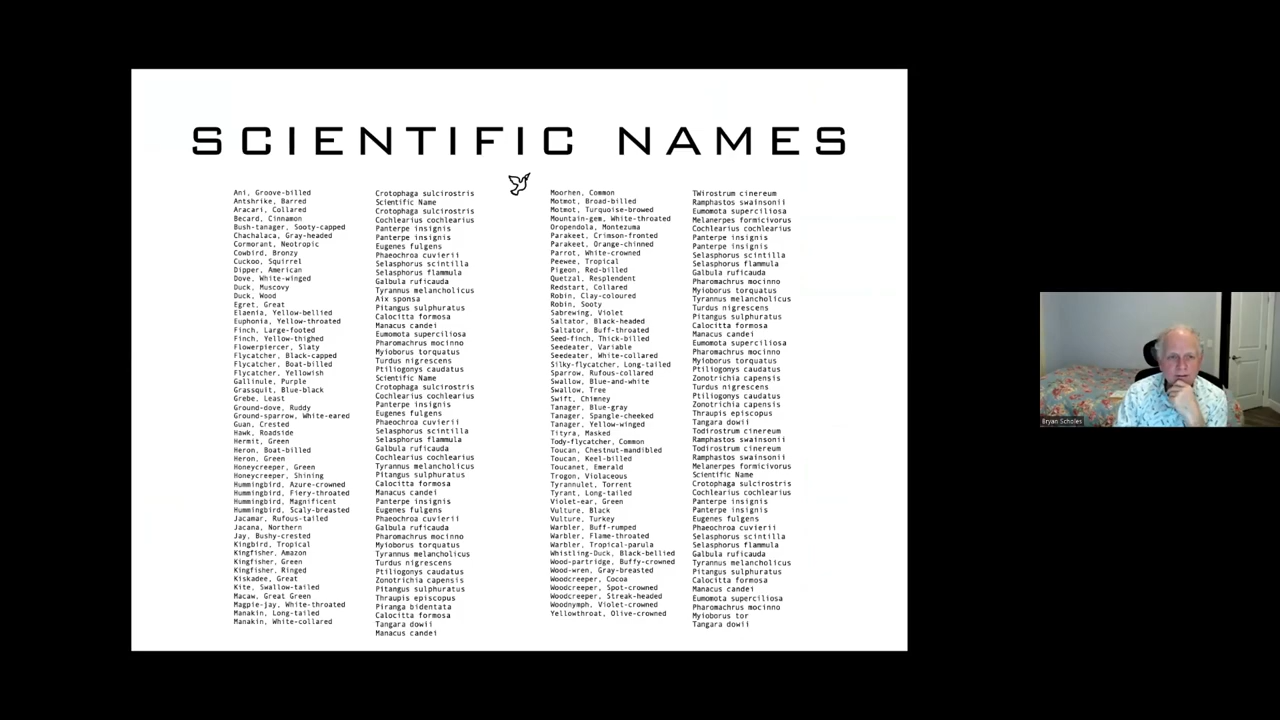 SCIENTIFIC NAMES
Ani, Groove-billed
Antshrike, Barred
Aracari, Collared
Becard, Cinnamon
Bush-tanager, Sooty-capped
Chachalaca, Gray-headed
Cormorant, Neotropic
Cowbird, Bronzy
Cuckoo, Squirrel
Dipper, American
Dove, White-winged
Duck, Muscovy
Duck, Wood
Egret, Great
Elaenia, Yellow-bellied
Euphonia, Yellow-throated
Finch, Large-footed
Finch, Yellow-thighed
Flowerpiercer, Slaty
Flycatcher, Black-capped
Flycatcher, Boat-billed
Flycatcher, Yellowish
Gallinule, Purple
Grassquit, Blue-black
Grebe, Least
Ground-dove, Ruddy
Ground-sparrow, White-eared
Guan, Crested
Hawk, Roadside
Hermit, Green
Heron, Boat-billed
Heron, Green
Honeycreeper, Green
Honeycreeper, Shining
Hummingbird, Azure-crowned
Hummingbird, Fiery-throated
Hummingbird, Magnificent
Hummingbird, Scaly-breasted
Jacamar, Rufous-tailed
Jacana, Northern
Jay, Bushy-crested
Kingbird, Tropical
Kingfisher, Amazon
Kingfisher, Green
Kingfisher, Ringed
Kiskadee, Great
Kite, Swallow-tailed
Macaw, Great Green
Magpie-jay, White-throated
Manakin, Long-tailed
Manakin, White-collared
Crotophaga sulcirostris
Scientific Name
Crotophaga sulcirostris
Cochlearius cochlearius
Panterpe insignis
Panterpe insignis
Eugenes fulgens
Phaeochroa cuvierii
Selasphorus scintilla
Selasphorus flammula
Galbula ruficauda
Tyrannus melancholicus
Aix sponsa
Pitangus sulphuratus
Calocitta formosa
Manacus candei
Eumomota superciliosa
Pharomachrus mocinno
Myioborus torquatus
Turdus nigrescens
Ptiliogonys caudatus
Scientific Name
Crotophaga sulcirostris
Cochlearius cochlearius
Panterpe insignis
Eugenes fulgens
Phaeochroa cuvierii
Selasphorus scintilla
Selasphorus flammula
Galbula ruficauda
Cochlearius cochlearius
Tyrannus melancholicus
Pitangus sulphuratus
Calocitta formosa
Manacus candei
Panterpe insignis
Eugenes fulgens
Phaeochroa cuvierii
Galbula ruficauda
Pharomachrus mocinno
Myioborus torquatus
Tyrannus melancholicus
Turdus nigrescens
Ptiliogonys caudatus
Zonotrichia capensis
Pitangus sulphuratus
Thraupis episcopus
Piranga bidentata
Calocitta formosa
Tangara dowii
Manacus candei
Moorhen, Common
Motmot, Broad-billed
Motmot, Turquoise-browed
Mountain-gem, White-throated
Oropendola, Montezuma
Parakeet, Crimson-fronted
Parakeet, Orange-chinned
Parrot, White-crowned
Peewee, Tropical
Pigeon, Red-billed
Quetzal, Resplendent
Redstart, Collared
Robin, Clay-coloured
Robin, Sooty
Sabrewing, Violet
Saltator, Black-headed
Saltator, Buff-throated
Seed-finch, Thick-billed
Seedeater, Variable
Seedeater, White-collared
Silky-flycatcher, Long-tailed
Sparrow, Rufous-collared
Swallow, Blue-and-white
Swallow, Tree
Swift, Chimney
Tanager, Blue-gray
Tanager, Spangle-cheeked
Tanager, Yellow-winged
Tityra, Masked
Tody-flycatcher, Common
Toucan, Chestnut-mandibled
Toucan, Keel-billed
Toucanet, Emerald
Trogon, Violaceous
Tyrannulet, Torrent
Tyrant, Long-tailed
Violet-ear, Green
Vulture, Black
Vulture, Turkey
Warbler, Buff-rumped
Warbler, Flame-throated
Warbler, Tropical-parula
Whistling-Duck, Black-bellied
Wood-partridge, Buffy-crowned
Wood-wren, Gray-breasted
Woodcreeper, Cocoa
Woodcreeper, Spot-crowned
Woodcreeper, Streak-headed
Woodnymph, Violet-crowned
Yellowthroat, Olive-crowned
TWirostrum cinereum
Ramphastos swainsonii
Eumomota superciliosa
Melanerpes formicivorus
Cochlearius cochlearius
Panterpe insignis
Panterpe insignis
Selasphorus scintilla
Selasphorus flammula
Galbula ruficauda
Pharomachrus mocinno
Myioborus torquatus
Tyrannus melancholicus
Turdus nigrescens
Pitangus sulphuratus
Calocitta formosa
Manacus candei
Eumomota superciliosa
Pharomachrus mocinno
Myioborus torquatus
Ptiliogonys caudatus
Zonotrichia capensis
Turdus nigrescens
Ptiliogonys caudatus
Zonotrichia capensis
Thraupis episcopus
Tangara dowii
Todirostrum cinereum
Ramphastos swainsonii
Todirostrum cinereum
Ramphastos swainsonii
Melanerpes formicivorus
Scientific Name
Crotophaga sulcirostris
Cochlearius cochlearius
Panterpe insignis
Panterpe insignis
Eugenes fulgens
Phaeochroa cuvierii
Selasphorus scintilla
Selasphorus flammula
Galbula ruficauda
Tyrannus melancholicus
Pitangus sulphuratus
Calocitta formosa
Manacus candei
Eumomota superciliosa
Pharomachrus mocinno
Myioborus tor
Tangara dowii
Bryan Scholes